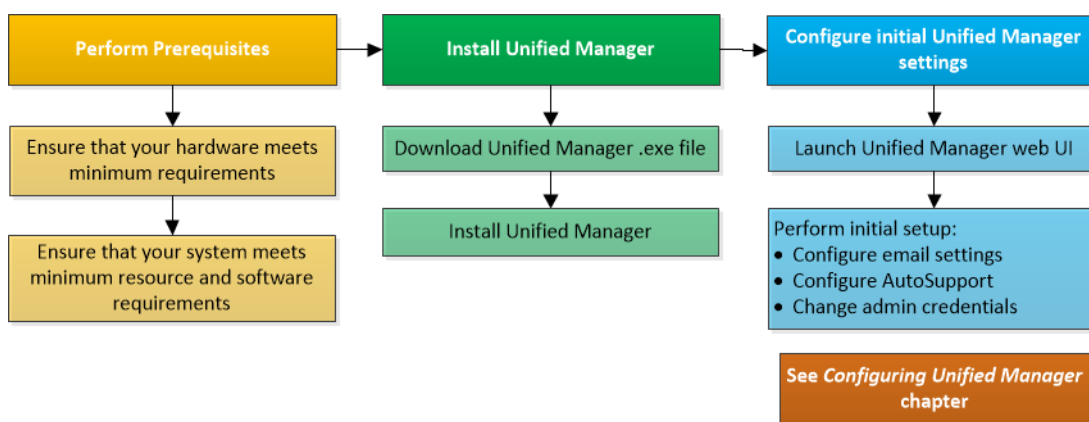 Perform Prerequisites
Install Unified Manager
Configure initial Unified Manager
settings
Ensure that your hardware meets
minimum requirements
Download Unified Manager .exe file
Launch Unified Manager web UI
Ensure that your system meets
minimum resource and software
requirements
Install Unified Manager
Perform initial setup:
• Configure email settings
• Configure AutoSupport
• Change admin credentials
See Configuring Unified Manager
chapter